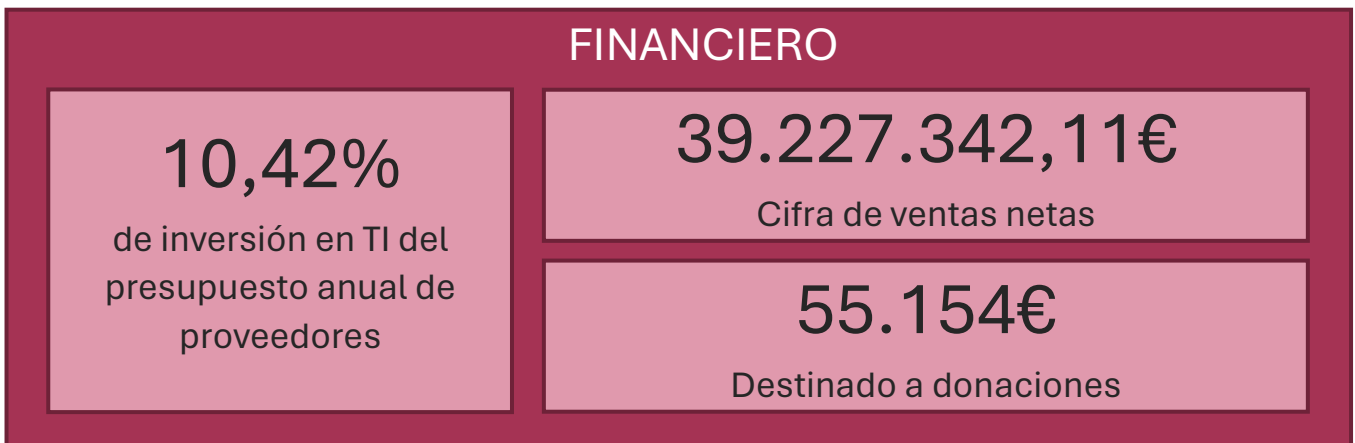 FINANCIERO
10,42%
de inversión en TI del
presupuesto anual de
proveedores
39.227.342,11€
Cifra de ventas netas
55.154€
Destinado a donaciones